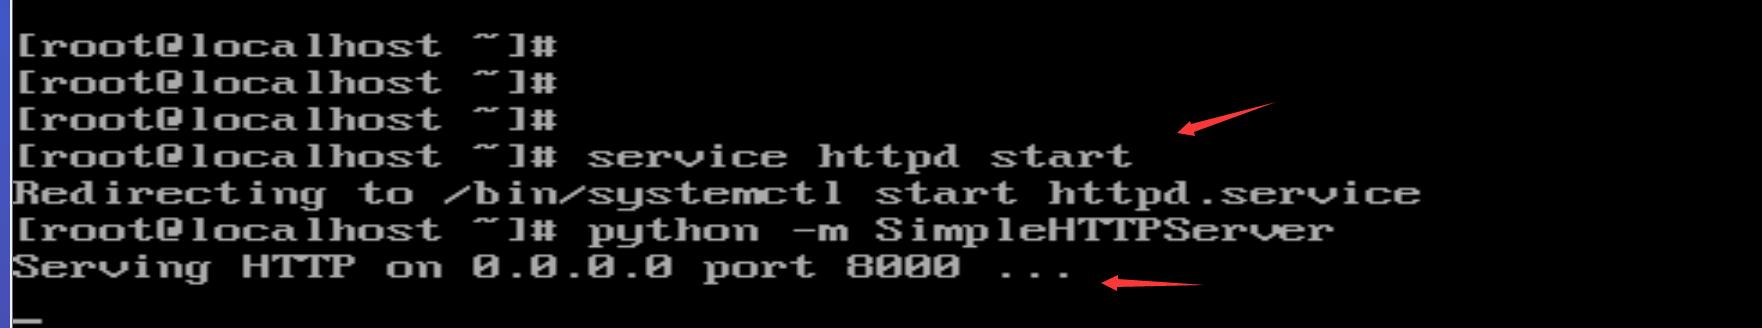 [root@localhost ~]#
[root@localhost ~]#
[root@localhost ~]#
[root@localhost ~]# service httpd start
Redirecting to /bin/systemctl start httpd.service
[root@localhost ~]# python -m SimpleHTTPServer
Serving HTTP on 0.0.0.0 port 8000 ...